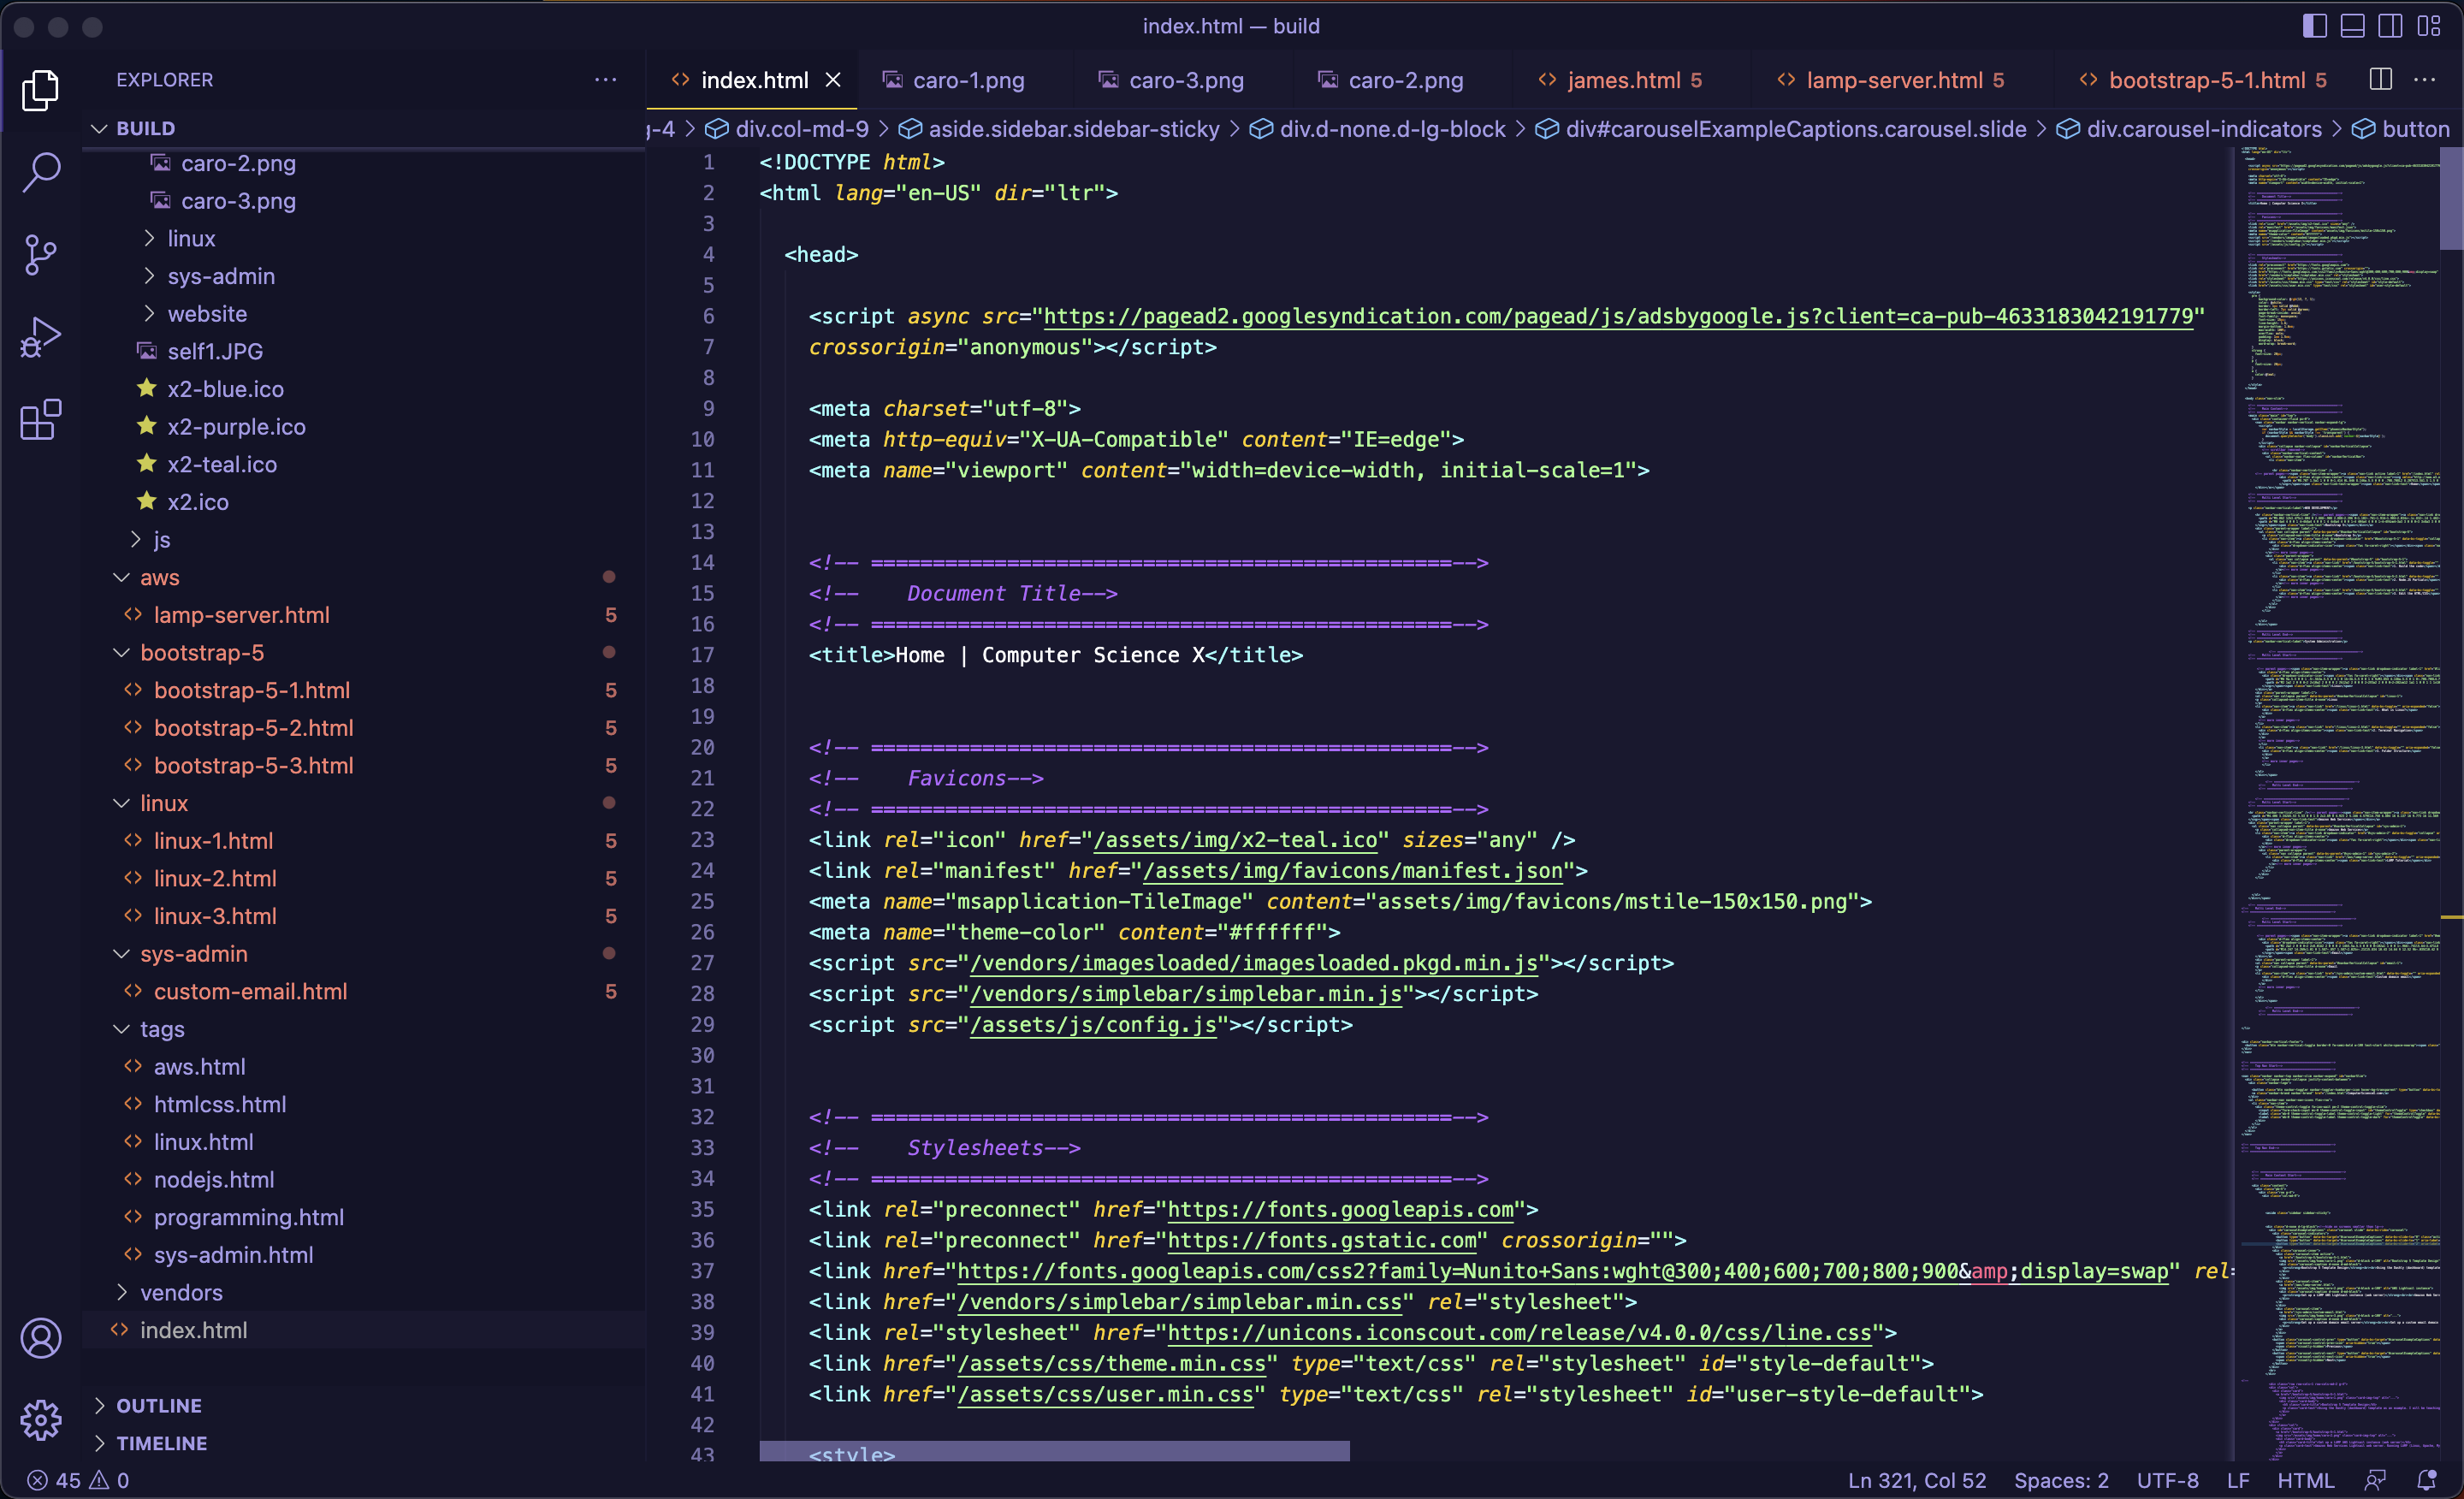 index.html — build
EXPLORER
BUILD
caro-2.png
caro-3.png
linux
sys-admin
website
self1.JPG
x2-blue.ico
x2-purple.ico
x2-teal.ico
x2.ico
js
aws
lamp-server.html 5
bootstrap-5
bootstrap-5-1.html 5
bootstrap-5-2.html 5
bootstrap-5-3.html 5
linux
linux-1.html 5
linux-2.html 5
linux-3.html 5
sys-admin
custom-email.html 5
tags
aws.html
htmlcss.html
linux.html
nodejs.html
programming.html
sys-admin.html
vendors
index.html
OUTLINE
TIMELINE
index.html caro-1.png caro-3.png caro-2.png james.html 5 lamp-server.html 5 bootstrap-5-1.html 5
g-4 > div.col-md-9 > aside.sidebar.sidebar-sticky > div.d-none.d-lg-block > div#carouselExampleCaptions.carousel.slide > div.carousel-indicators > button
1 <!DOCTYPE html>
2 <html lang="en-US" dir="ltr">
3
4 <head>
5
6 <script async src="https://pagead2.googlesyndication.com/pagead/js/adsbygoogle.js?client=ca-pub-4633183042191779"
7 crossorigin="anonymous"></script>
8
9 <meta charset="utf-8">
10 <meta http-equiv="X-UA-Compatible" content="IE=edge">
11 <meta name="viewport" content="width=device-width, initial-scale=1">
12
13
14 <!-- ===============================================-->
15 <!--    Document Title-->
16 <!-- ===============================================-->
17 <title>Home | Computer Science X</title>
18
19
20 <!-- ===============================================-->
21 <!--    Favicons-->
22 <!-- ===============================================-->
23 <link rel="icon" href="/assets/img/x2-teal.ico" sizes="any" />
24 <link rel="manifest" href="/assets/img/favicons/manifest.json">
25 <meta name="msapplication-TileImage" content="assets/img/favicons/mstile-150x150.png">
26 <meta name="theme-color" content="#ffffff">
27 <script src="/vendors/imagesloaded/imagesloaded.pkgd.min.js"></script>
28 <script src="/vendors/simplebar/simplebar.min.js"></script>
29 <script src="/assets/js/config.js"></script>
30
31
32 <!-- ===============================================-->
33 <!--    Stylesheets-->
34 <!-- ===============================================-->
35 <link rel="preconnect" href="https://fonts.googleapis.com">
36 <link rel="preconnect" href="https://fonts.gstatic.com" crossorigin="">
37 <link href="https://fonts.googleapis.com/css2?family=Nunito+Sans:wght@300;400;600;700;800;900&amp;display=swap" rel=
38 <link href="/vendors/simplebar/simplebar.min.css" rel="stylesheet">
39 <link rel="stylesheet" href="https://unicons.iconscout.com/release/v4.0.0/css/line.css">
40 <link href="/assets/css/theme.min.css" type="text/css" rel="stylesheet" id="style-default">
41 <link href="/assets/css/user.min.css" type="text/css" rel="stylesheet" id="user-style-default">
42
43 <style>
45 0
Ln 321, Col 52 Spaces: 2 UTF-8 LF HTML